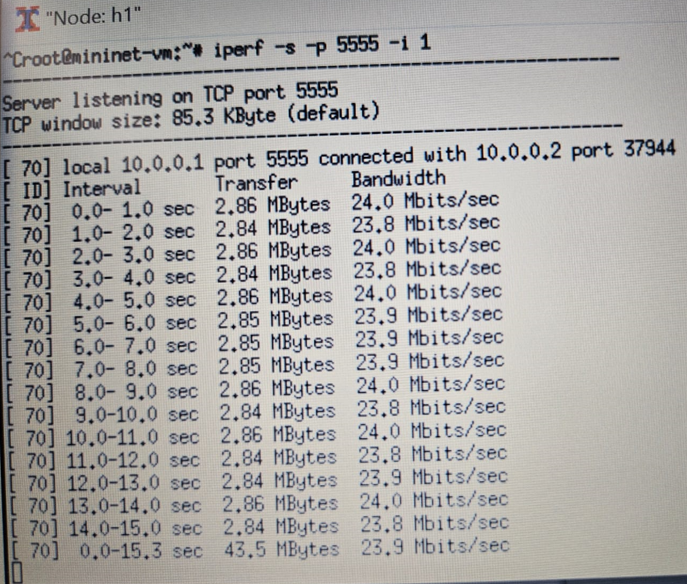 "Node: h1"
^Croot@mininet-vm:~# iperf -s -p 5555 -i 1
------------------------------------------------------------
Server listening on TCP port 5555
TCP window size: 85.3 KByte (default)
------------------------------------------------------------
[ 70] local 10.0.0.1 port 5555 connected with 10.0.0.2 port 37944
[ ID] Interval       Transfer     Bandwidth
[ 70]  0.0- 1.0 sec  2.86 MBytes  24.0 Mbits/sec
[ 70]  1.0- 2.0 sec  2.84 MBytes  23.8 Mbits/sec
[ 70]  2.0- 3.0 sec  2.86 MBytes  24.0 Mbits/sec
[ 70]  3.0- 4.0 sec  2.84 MBytes  23.8 Mbits/sec
[ 70]  4.0- 5.0 sec  2.86 MBytes  24.0 Mbits/sec
[ 70]  5.0- 6.0 sec  2.85 MBytes  23.9 Mbits/sec
[ 70]  6.0- 7.0 sec  2.85 MBytes  23.9 Mbits/sec
[ 70]  7.0- 8.0 sec  2.85 MBytes  23.9 Mbits/sec
[ 70]  8.0- 9.0 sec  2.86 MBytes  24.0 Mbits/sec
[ 70]  9.0-10.0 sec  2.84 MBytes  23.8 Mbits/sec
[ 70] 10.0-11.0 sec  2.86 MBytes  24.0 Mbits/sec
[ 70] 11.0-12.0 sec  2.84 MBytes  23.8 Mbits/sec
[ 70] 12.0-13.0 sec  2.84 MBytes  23.9 Mbits/sec
[ 70] 13.0-14.0 sec  2.86 MBytes  24.0 Mbits/sec
[ 70] 14.0-15.0 sec  2.84 MBytes  23.8 Mbits/sec
[ 70]  0.0-15.3 sec  43.5 MBytes  23.9 Mbits/sec